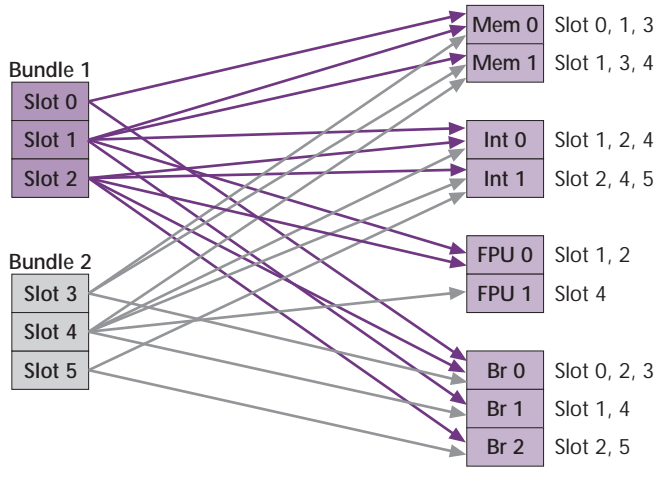 Mem 0 Slot 0, 1, 3
Mem 1 Slot 1, 3, 4
Bundle 1
Slot 0
Slot 1
Slot 2
Int 0 Slot 1, 2, 4
Int 1 Slot 2, 4, 5
Bundle 2
Slot 3
Slot 4
Slot 5
FPU 0 Slot 1, 2
FPU 1 Slot 4
Br 0 Slot 0, 2, 3
Br 1 Slot 1, 4
Br 2 Slot 2, 5